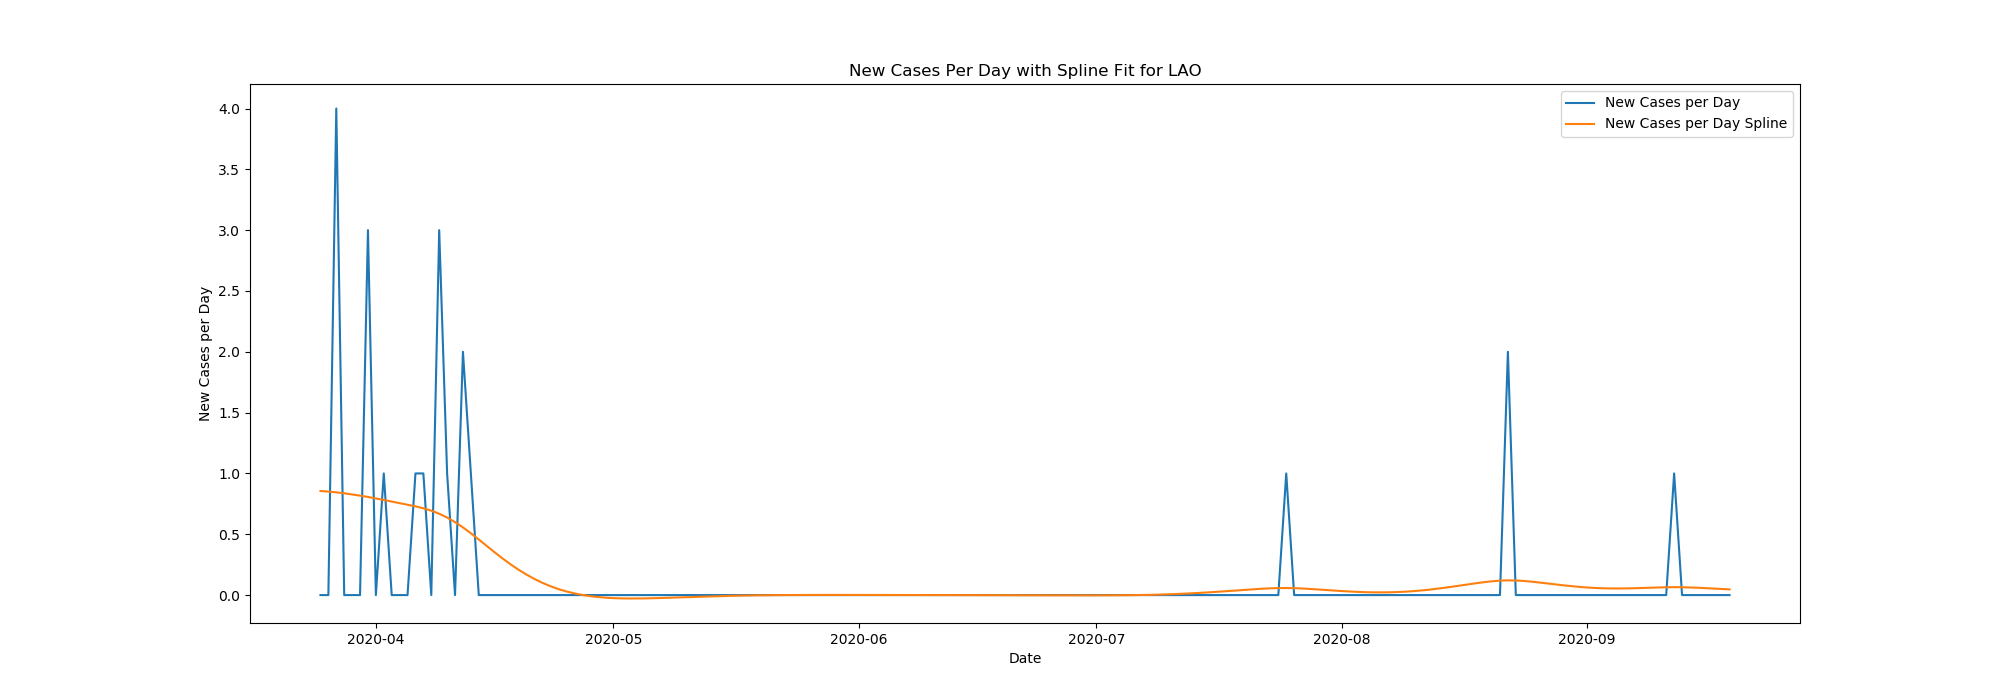 New Cases Per Day with Spline Fit for LAO
New Cases per Day
New Cases per Day Spline
4.0
3.5
3.0
2.5
2.0
1.5
1.0
0.5
0.0
New Cases per Day
2020-04 2020-05 2020-06 2020-07 2020-08 2020-09
Date